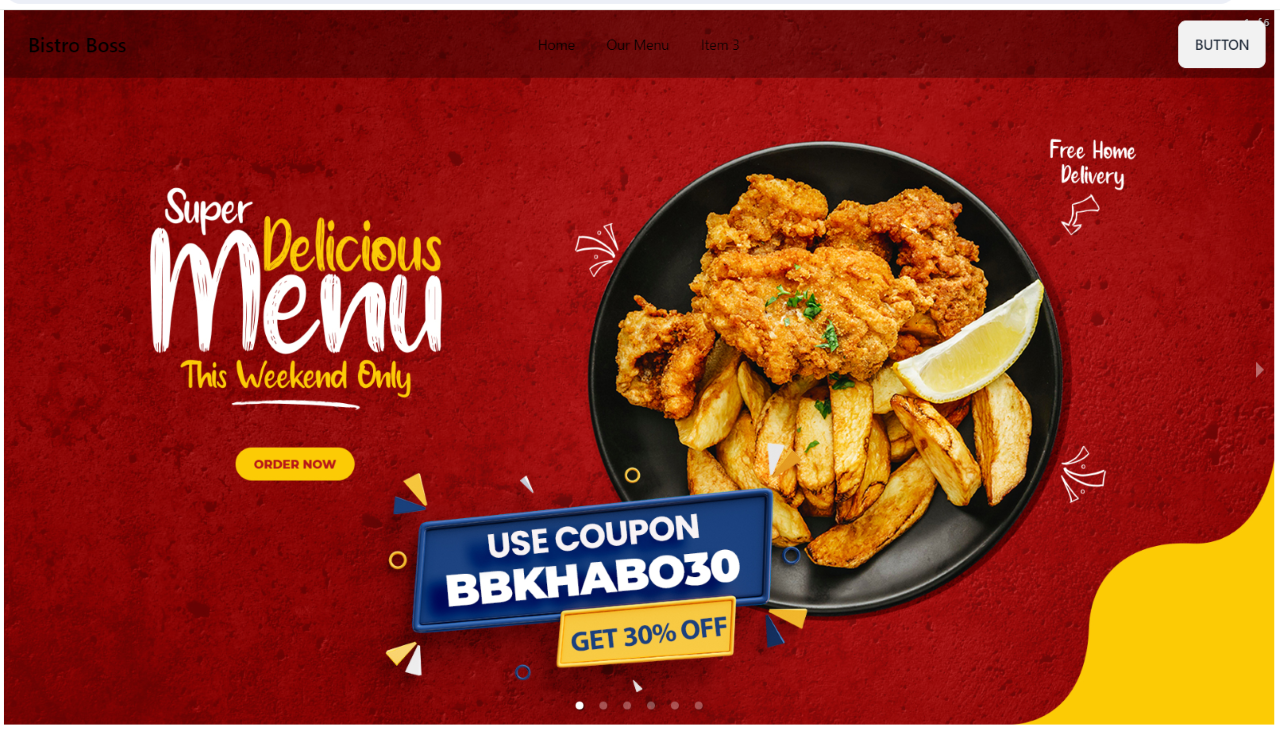 Bistro Boss
Home Our Menu Item 3
BUTTON
Free Home
Delivery
Super
Delicious
Menu
This Weekend Only
ORDER NOW
USE COUPON
BBKHABO30
GET 30% OFF